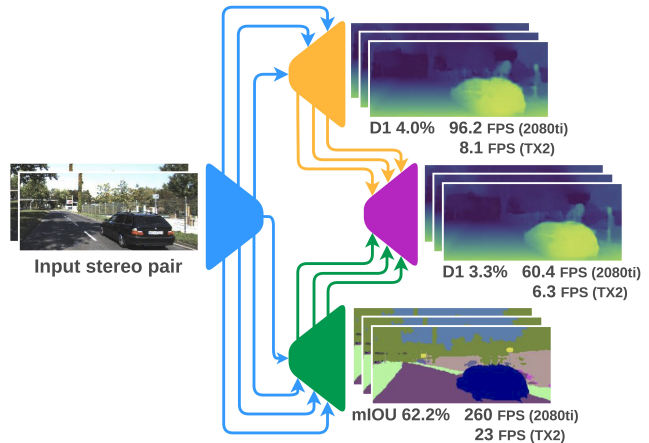 D1 4.0% 96.2 FPS (2080ti)
8.1 FPS (TX2)
Input stereo pair
D1 3.3% 60.4 FPS (2080ti)
6.3 FPS (TX2)
mIOU 62.2% 260 FPS (2080ti)
23 FPS (TX2)